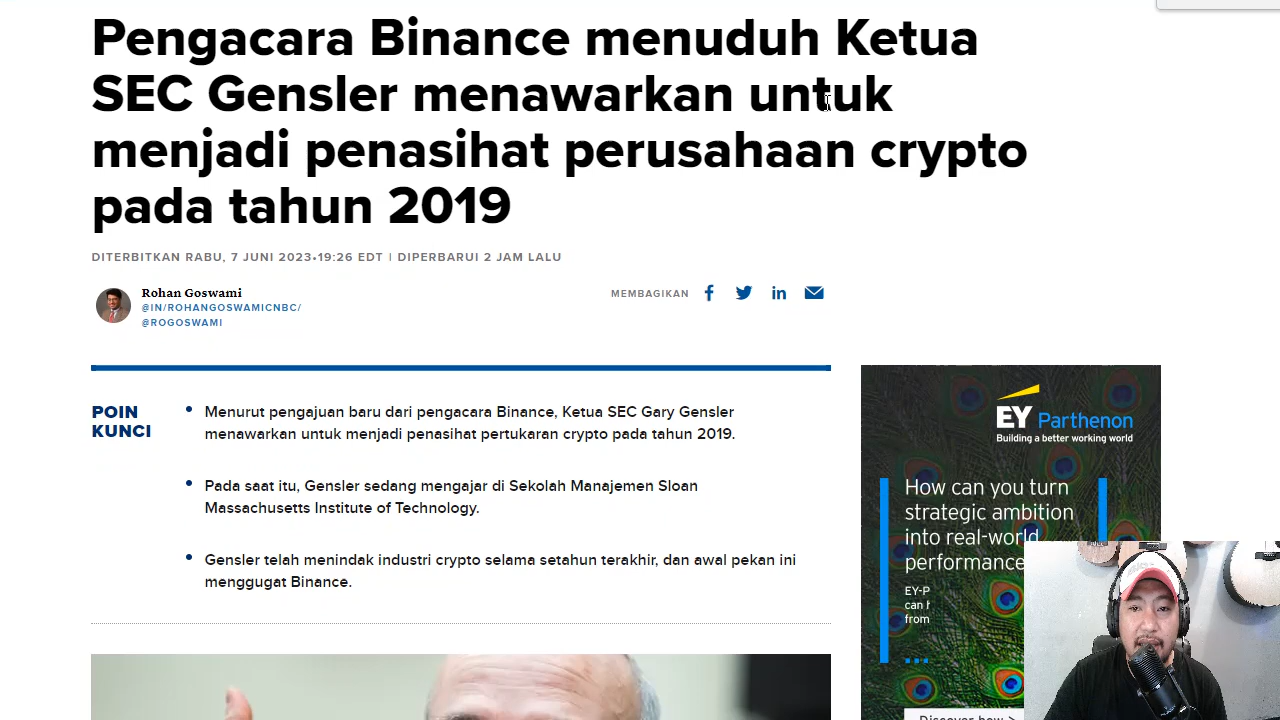 Pengacara Binance menuduh Ketua
SEC Gensler menawarkan untuk
menjadi penasihat perusahaan crypto
pada tahun 2019
DITERBITKAN RABU, 7 JUNI 2023•19:26 EDT | DIPERBARUI 2 JAM LALU
Rohan Goswami
@IN/ROHANGOSWAMICNBC/
@ROGOSWAMI
MEMBAGIKAN
POIN
KUNCI
Menurut pengajuan baru dari pengacara Binance, Ketua SEC Gary Gensler
menawarkan untuk menjadi penasihat pertukaran crypto pada tahun 2019.
Pada saat itu, Gensler sedang mengajar di Sekolah Manajemen Sloan
Massachusetts Institute of Technology.
Gensler telah menindak industri crypto selama setahun terakhir, dan awal pekan ini
menggugat Binance.
EY Parthenon
Building a better working world
How can you turn
strategic ambition
into real-world
performance
EY-P
can
from
Discover how >